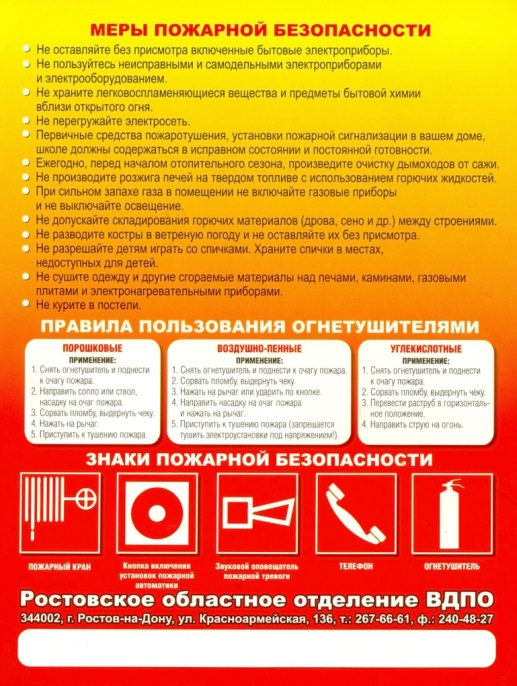 МЕРЫ ПОЖАРНОЙ БЕЗОПАСНОСТИ
Не оставляйте без присмотра включенные бытовые электроприборы.
Не пользуйтесь неисправными и самодельными электроприборами
и электрооборудованием.
Не храните легковоспламеняющиеся вещества и предметы бытовой химии
вблизи открытого огня.
Не перегружайте электросеть.
Первичные средства пожаротушения, установки пожарной сигнализации в вашем доме,
школе должны содержаться в исправном состоянии и постоянной готовности.
Ежегодно, перед началом отопительного сезона, произведите очистку дымоходов от сажи.
Не производите розжига печей на твердом топливе с использованием горючих жидкостей.
При сильном запахе газа в помещении не включайте газовые приборы
и не выключайте освещение.
Не допускайте складирования горючих материалов (дрова, сено и др.) между строениями.
Не разводите костры в ветреную погоду и не оставляйте их без присмотра.
Не разрешайте детям играть со спичками. Храните спички в местах,
недоступных для детей.
Не сушите одежду и другие сгораемые материалы над печами, каминами, газовыми
плитами и электронагревательными приборами.
Не курите в постели.
ПРАВИЛА ПОЛЬЗОВАНИЯ ОГНЕТУШИТЕЛЯМИ
ПОРОШКОВЫЕ
ПРИМЕНЕНИЕ:
1. Снять огнетушитель и поднести
к очагу пожара.
2. Направить сопло или ствол,
насадку на очаг пожара.
3. Сорвать пломбу, выдернуть чеку.
4. Нажать на рычаг.
5. Приступить к тушению пожара.
ВОЗДУШНО-ПЕННЫЕ
ПРИМЕНЕНИЕ:
1. Снять огнетушитель и поднести к очагу пожара.
2. Сорвать пломбу, выдернуть чеку.
3. Нажать на рычаг или ударить по кнопке.
4. Направить насадку на очаг пожара
и нажать на рычаг.
5. Приступить к тушению пожара (запрещается
тушить электроустановки под напряжением!).
УГЛЕКИСЛОТНЫЕ
ПРИМЕНЕНИЕ:
1. Снять огнетушитель и поднести
к очагу пожара.
2. Сорвать пломбу, выдернуть чеку.
3. Перевести раструб в горизонталь-
ное положение.
4. Направить струю на огонь.
ЗНАКИ ПОЖАРНОЙ БЕЗОПАСНОСТИ
ПОЖАРНЫЙ КРАН
Кнопка включения
установок пожарной
автоматики
Звуковой оповещатель
пожарной тревоги
ТЕЛЕФОН
ОГНЕТУШИТЕЛЬ
Ростовское областное отделение ВДПО
344002, г. Ростов-на-Дону, ул. Красноармейская, 136, т.: 267-66-61, ф.: 240-48-27